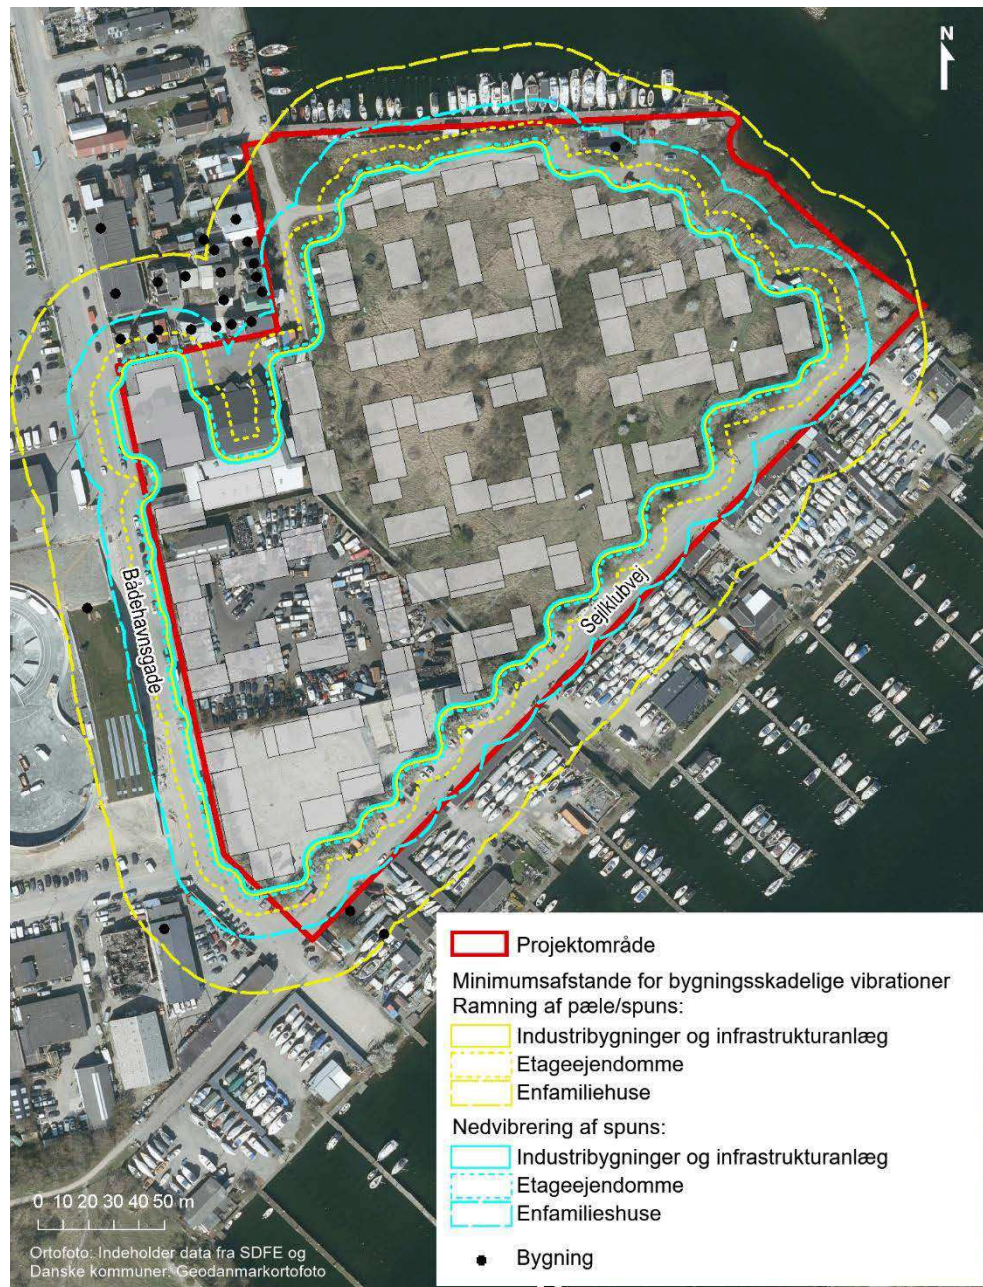 N
Bådehavnsgade
Sejlklubvej
Projektområde
Minimumsafstande for bygningsskadelige vibrationer
Ramning af pæle/spuns:
Industribygninger og infrastrukturanlæg
Etageejendomme
Enfamiliehuse
Nedvibrering af spuns:
Industribygninger og infrastrukturanlæg
Etageejendomme
Enfamilieshuse
Bygning
0 10 20 30 40 50 m
Ortofoto: Indeholder data fra SDFE og
Danske kommuner, Geodanmarkortofoto